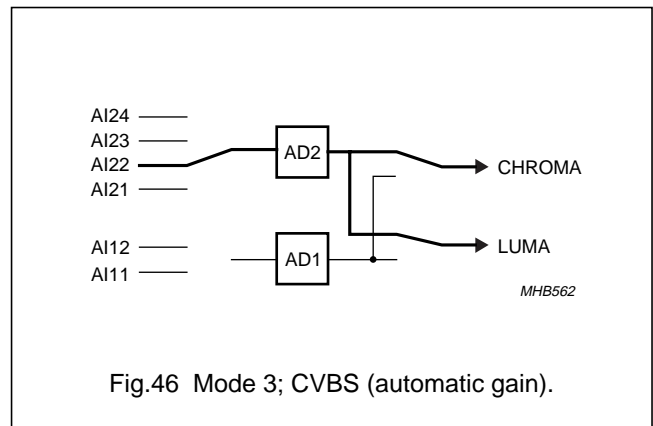 AI24
AI23
AI22
AI21
AD2
CHROMA
AI12
AI11
AD1
LUMA
MHB562
Fig.46 Mode 3; CVBS (automatic gain).